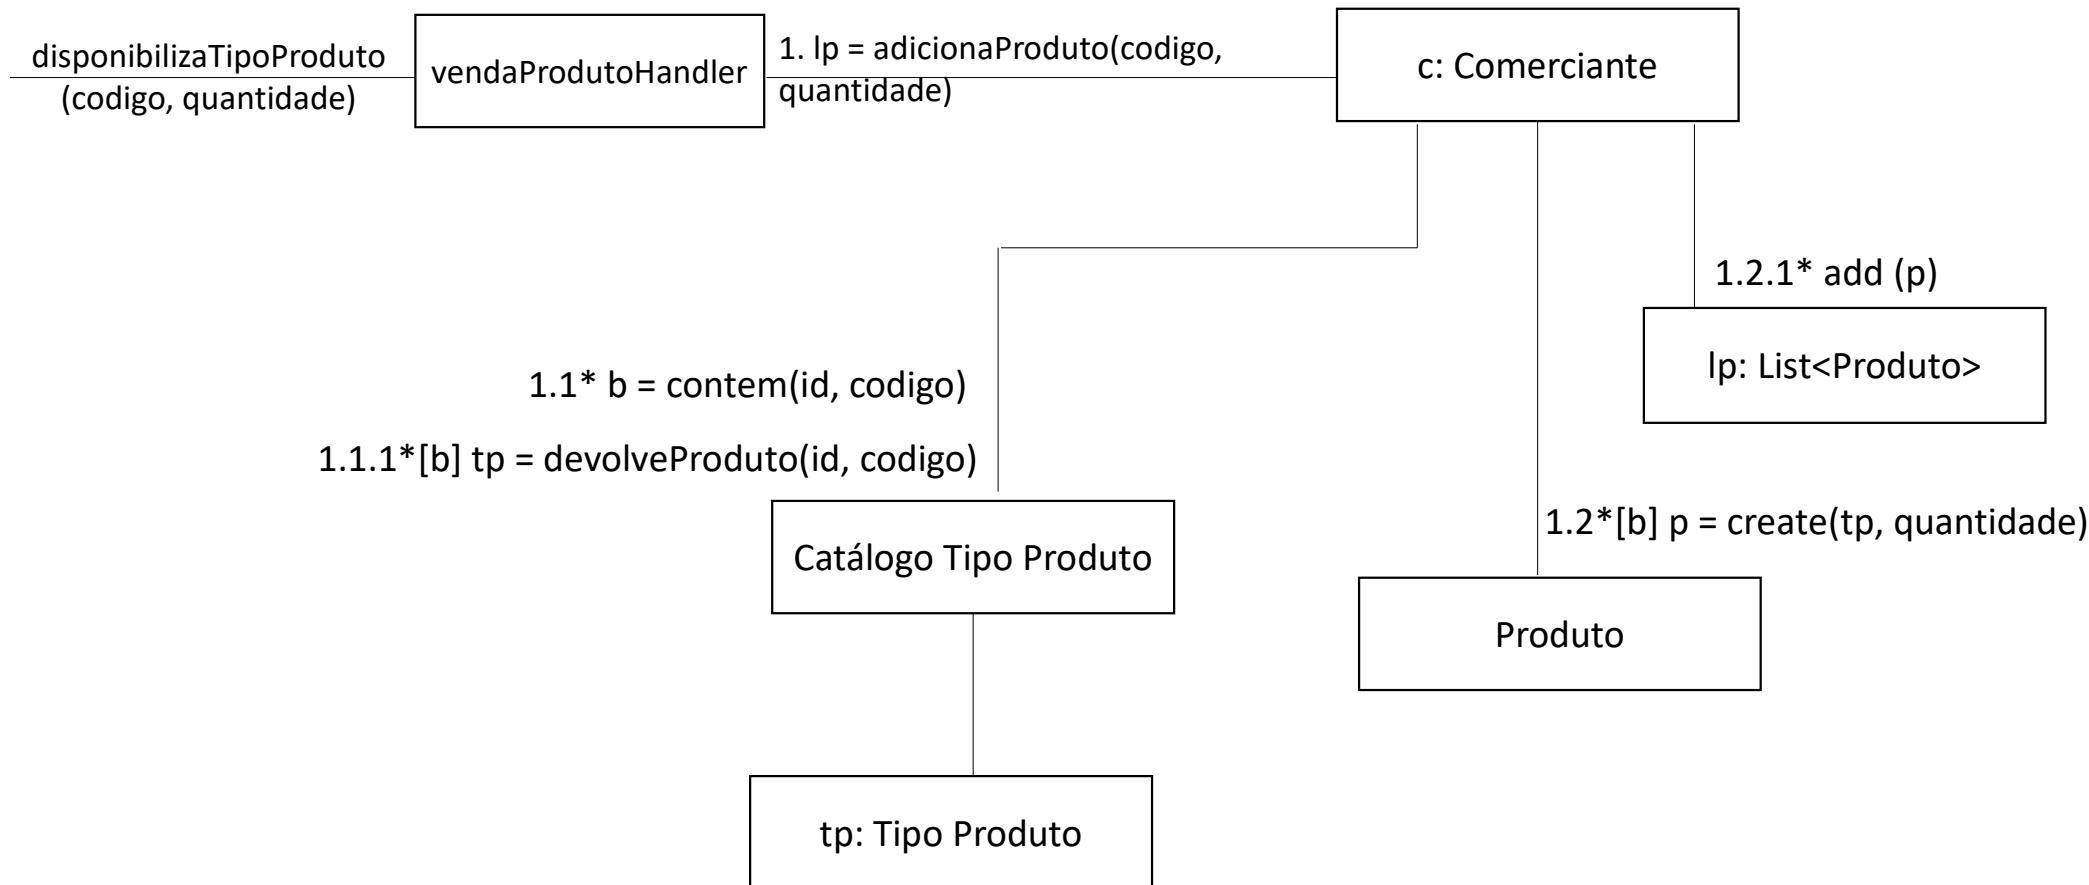 disponibilizaTipoProduto
(codigo, quantidade)
vendaProdutoHandler
1. lp = adicionaProduto(codigo,
quantidade)
c: Comerciante
1.2.1* add (p)
lp: List<Produto>
1.1* b = contem(id, codigo)
1.1.1*[b] tp = devolveProduto(id, codigo)
Catálogo Tipo Produto
1.2*[b] p = create(tp, quantidade)
Produto
tp: Tipo Produto